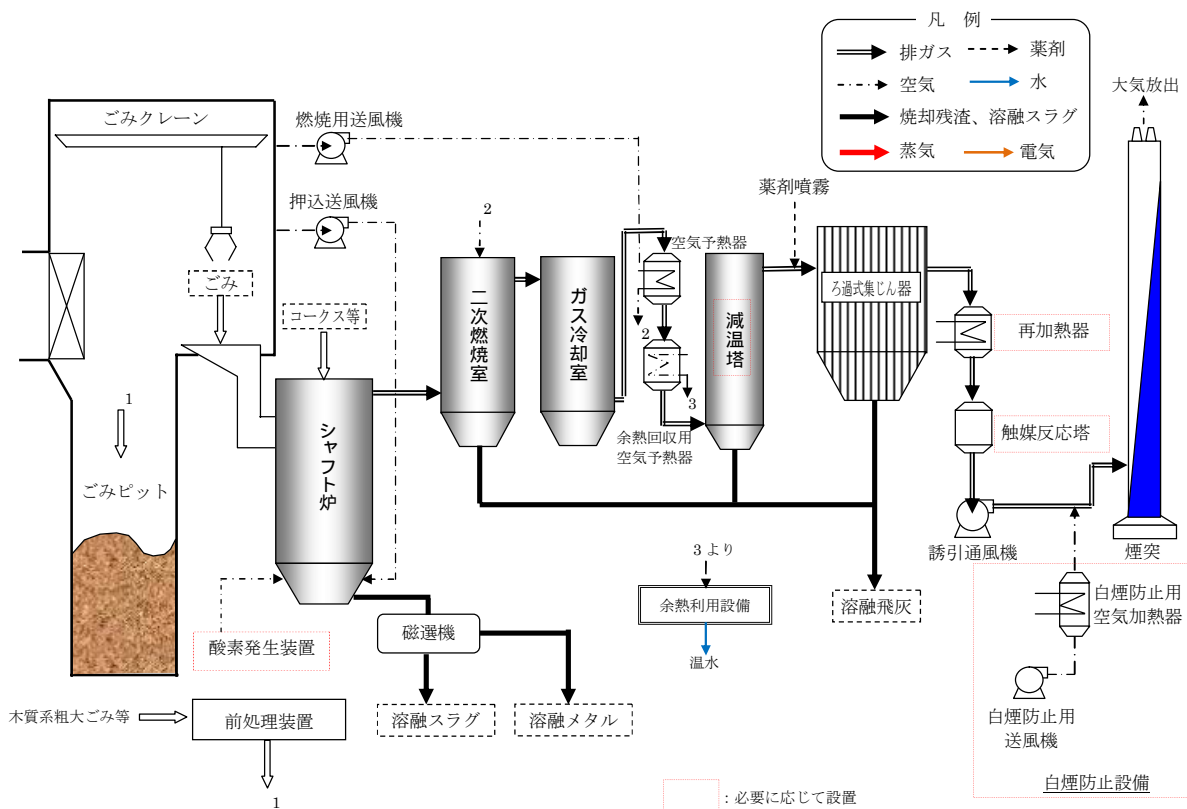 凡 例
排ガス
薬剤
空気
水
焼却残渣、溶融スラグ
蒸気
電気
大気放出
ごみクレーン
燃焼用送風機
押込送風機
薬剤噴霧
2
空気予熱器
ごみ
コークス等
二次燃焼室
ガス冷却室
減温塔
ろ過式集じん器
2
3
再加熱器
1
余熱回収用
空気予熱器
触媒反応塔
シャフト炉
ごみピット
誘引通風機
煙突
3 より
余熱利用設備
溶融飛灰
白煙防止用
空気加熱器
酸素発生装置
磁選機
温水
木質系粗大ごみ等
前処理装置
溶融スラグ
溶融メタル
白煙防止用
送風機
白煙防止設備
1
：必要に応じて設置